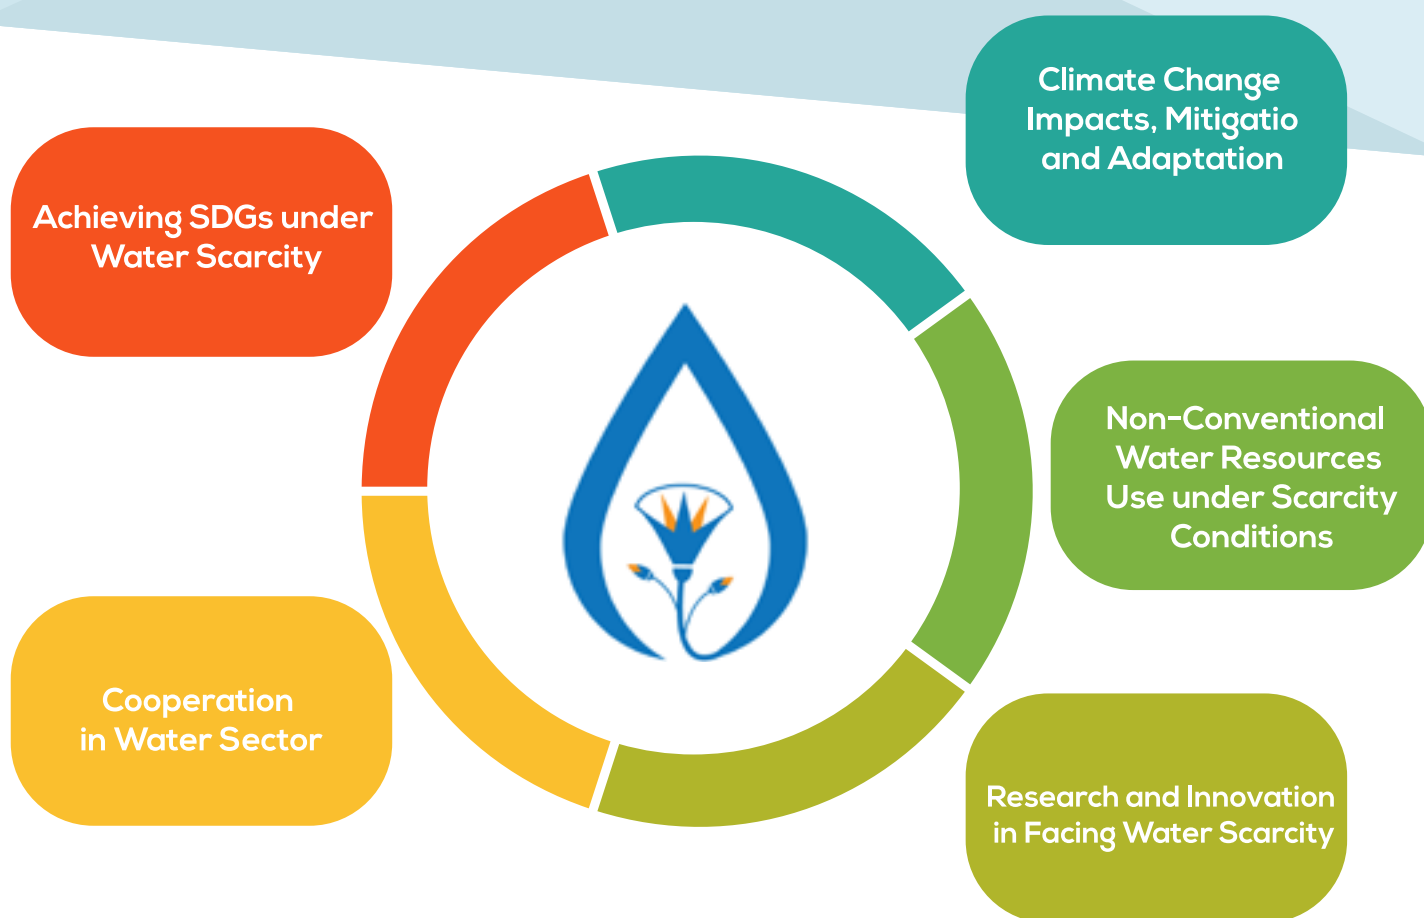 Climate Change
Impacts, Mitigatio
and Adaptation
Achieving SDGs under
Water Scarcity
Non-Conventional
Water Resources
Use under Scarcity
Conditions
Cooperation
in Water Sector
Research and Innovation
in Facing Water Scarcity